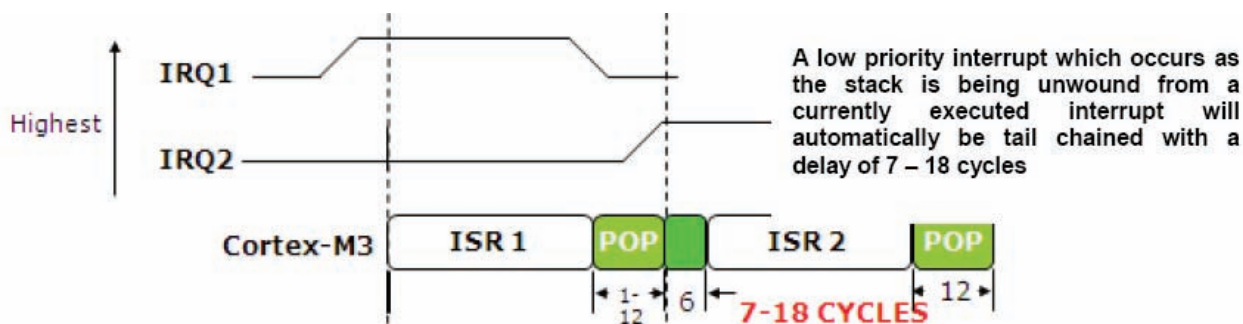 IRQ1
Highest
IRQ2
A low priority interrupt which occurs as
the stack is being unwound from a
currently executed interrupt will
automatically be tail chained with a
delay of 7 – 18 cycles
Cortex-M3
ISR 1
POP
ISR 2
POP
1-
12
6
7-18 CYCLES
12